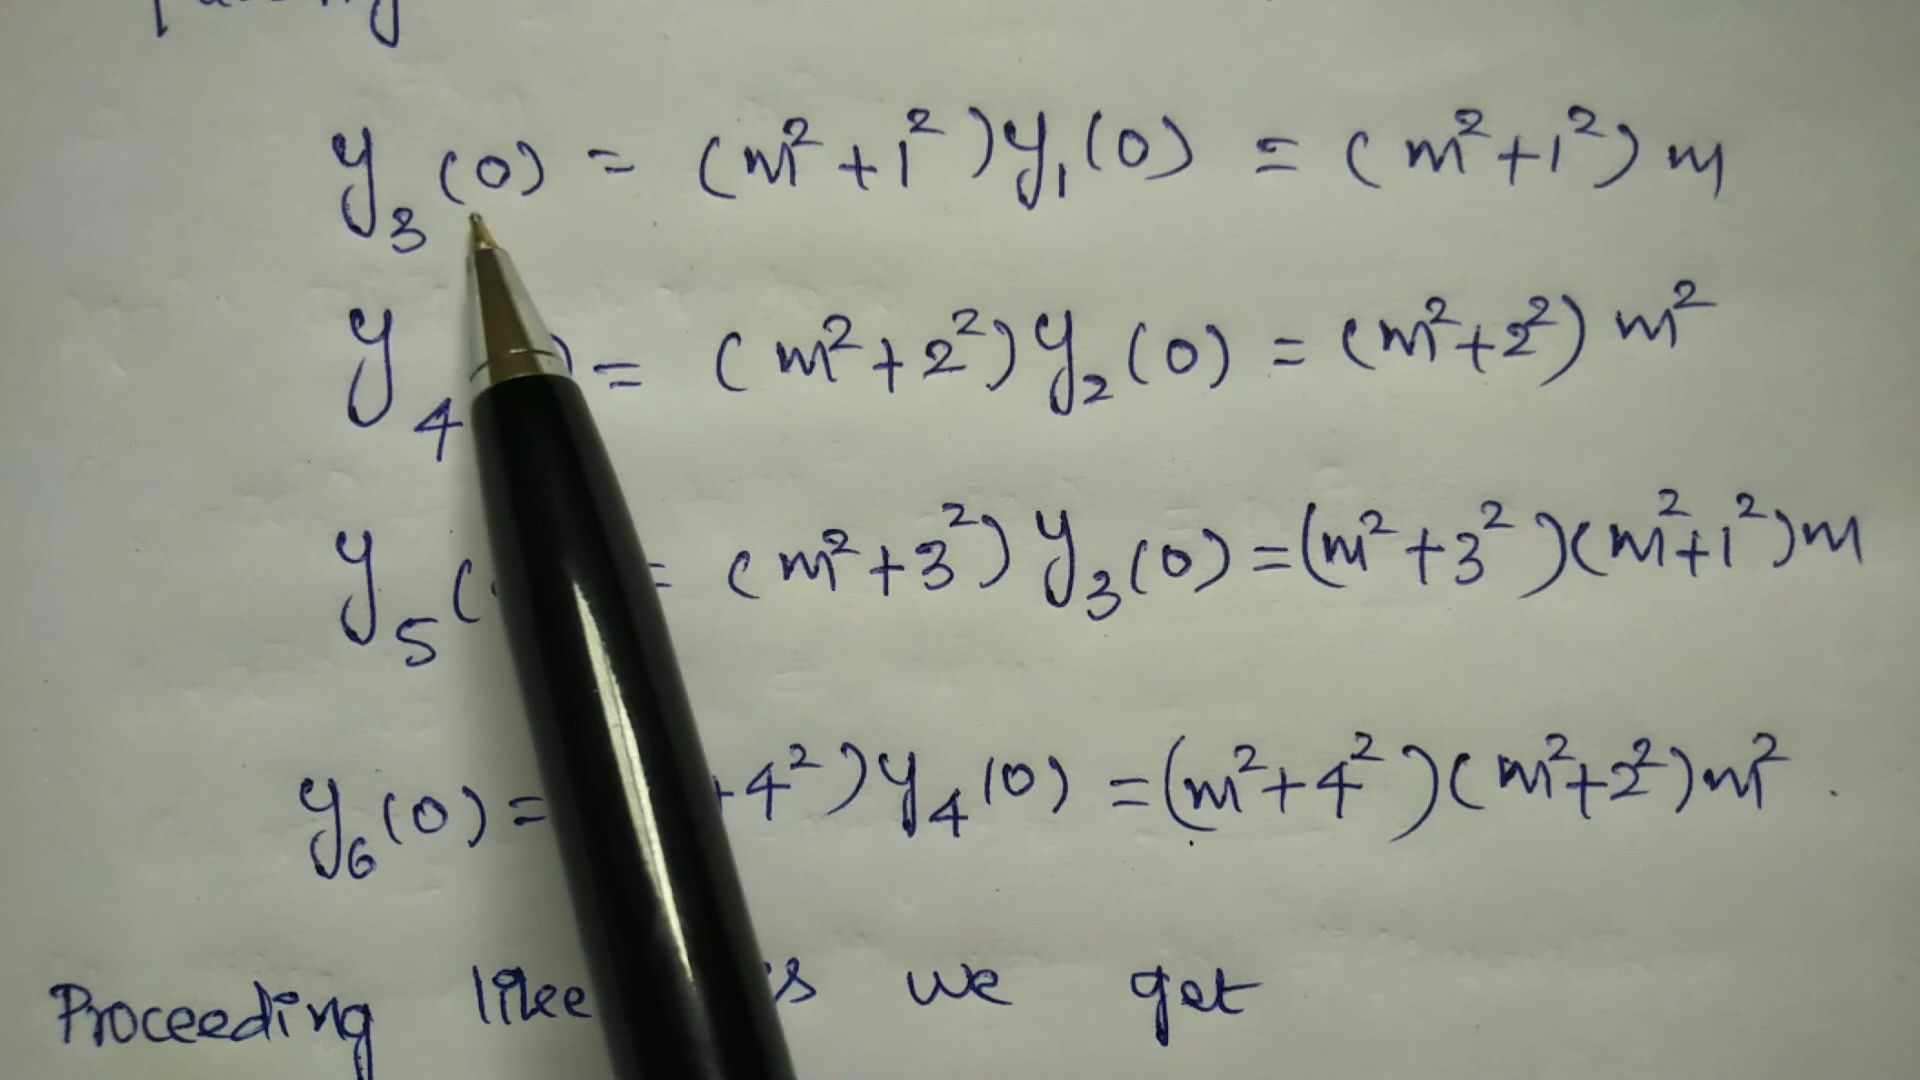 y₃(0) = (m²+1²)y₁(0) = (m²+1²)m
y₄ ) = (m²+2²)y₂(0) = (m²+2²)m²
y₅( = (m²+3²)y₃(0) = (m²+3²)(m²+1²)m
y₆(0) = +4²)y₄(0) = (m²+4²)(m²+2²)m².
Proceeding like s we get